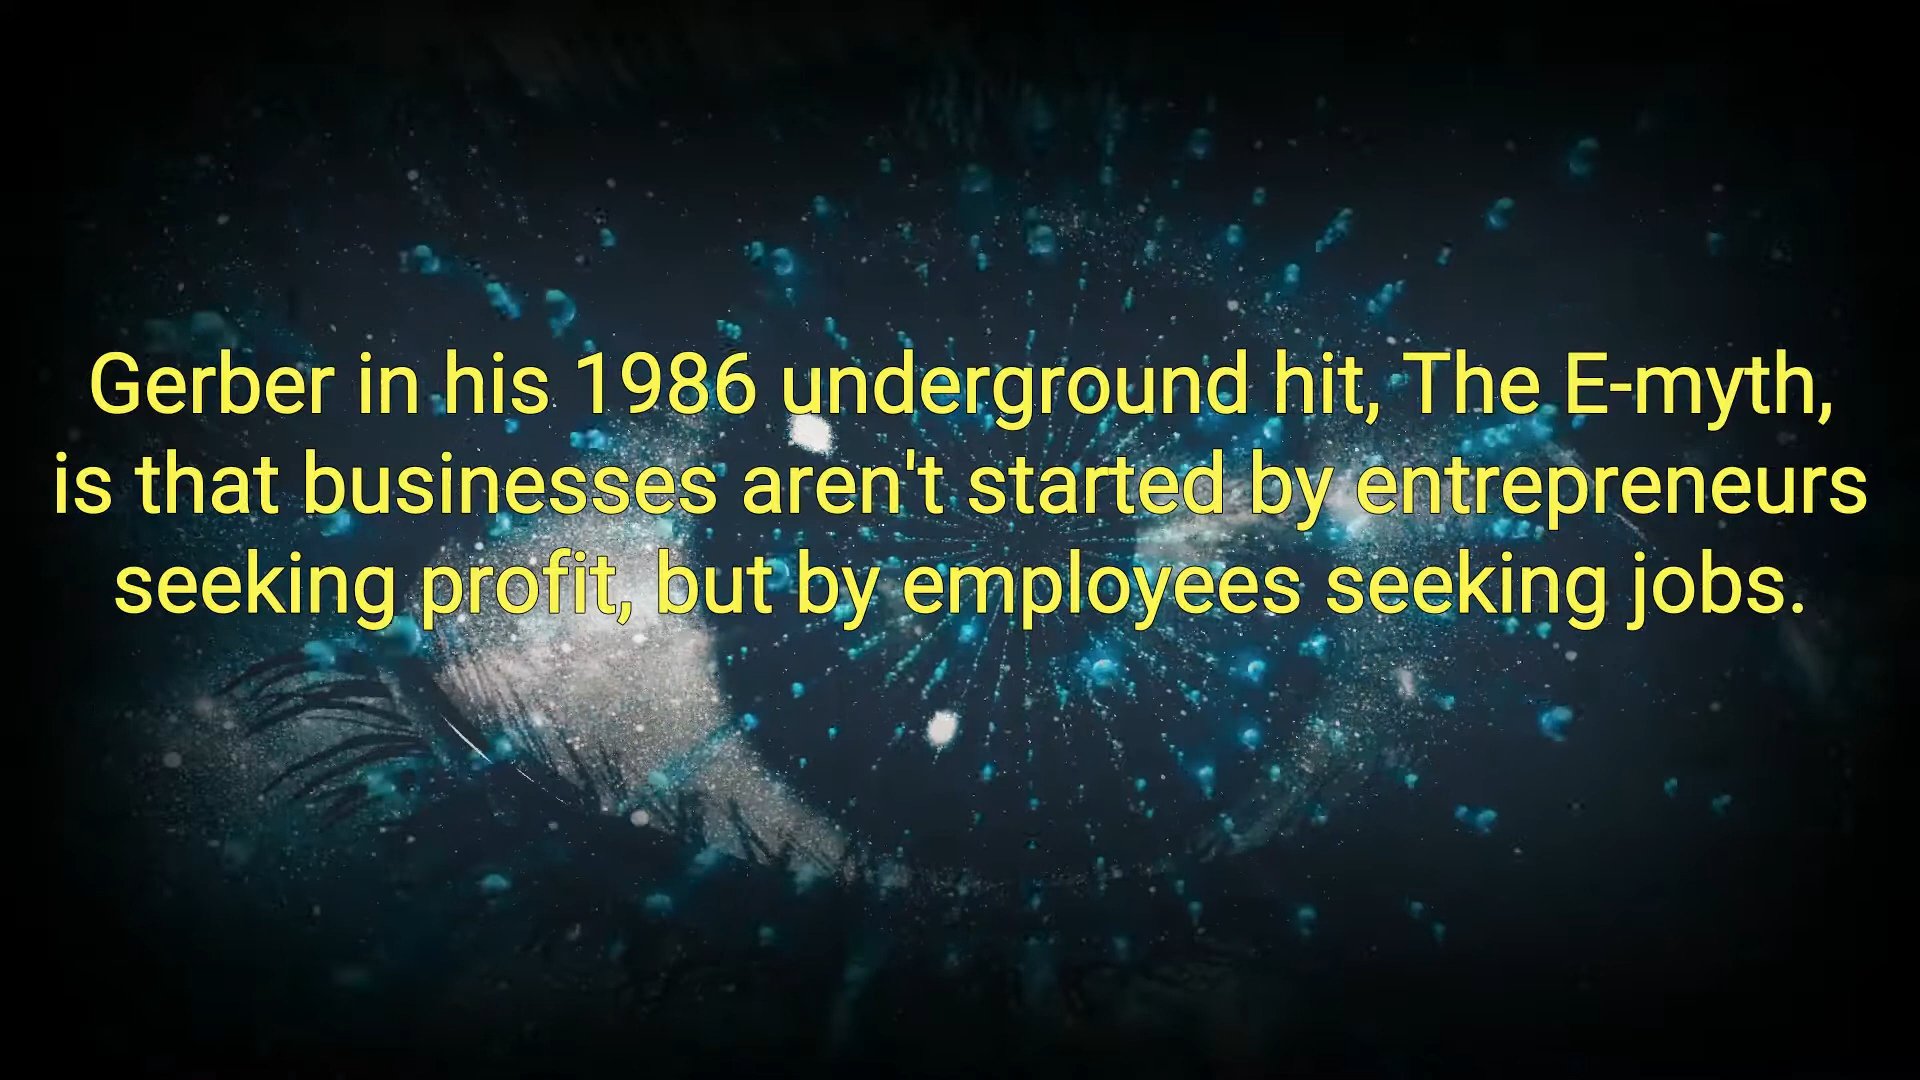 Gerber in his 1986 underground hit, The E-myth,
is that businesses aren't started by entrepreneurs
seeking profit, but by employees seeking jobs.